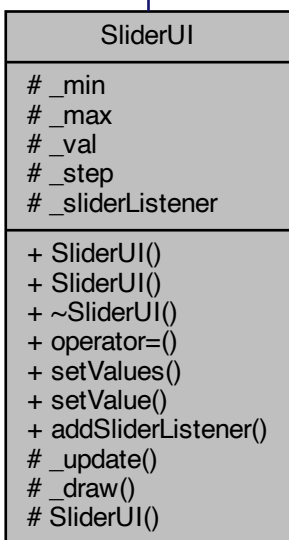 SliderUI
# _min
# _max
# _val
# _step
# _sliderListener
+ SliderUI()
+ SliderUI()
+ ~SliderUI()
+ operator=()
+ setValues()
+ setValue()
+ addSliderListener()
# _update()
# _draw()
# SliderUI()